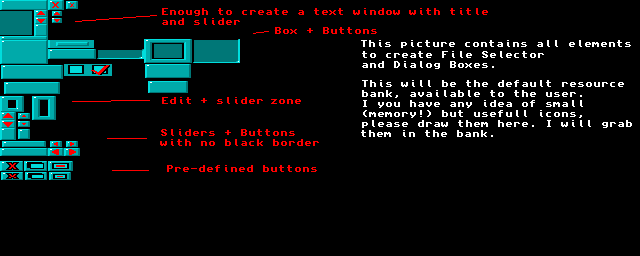 Enough to create a text window with title
and slider
Box + Buttons
This picture contains all elements
to create File Selector
and Dialog Boxes.
This will be the default resource
bank, available to the user.
I you have any idea of small
(memory!) but usefull icons,
please draw them here. I will grab
them in the bank.
Edit + slider zone
Sliders + Buttons
with no black border
Pre-defined buttons